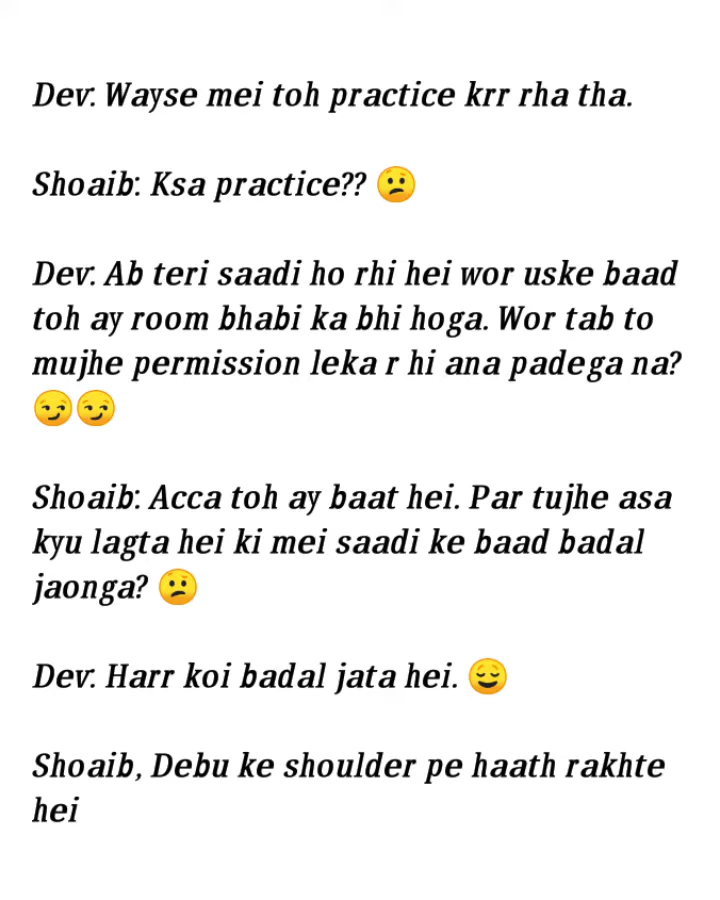 Dev: Wayse mei toh practice krr rha tha.
Shoaib: Ksa practice?? 😕
Dev: Ab teri saadi ho rhi hei wor uske baad
toh ay room bhabi ka bhi hoga. Wor tab to
mujhe permission leka r hi ana padega na?
😏😏
Shoaib: Acca toh ay baat hei. Par tujhe asa
kyu lagta hei ki mei saadi ke baad badal
jaonga? 😕
Dev: Harr koi badal jata hei. 😌
Shoaib, Debu ke shoulder pe haath rakhte
hei